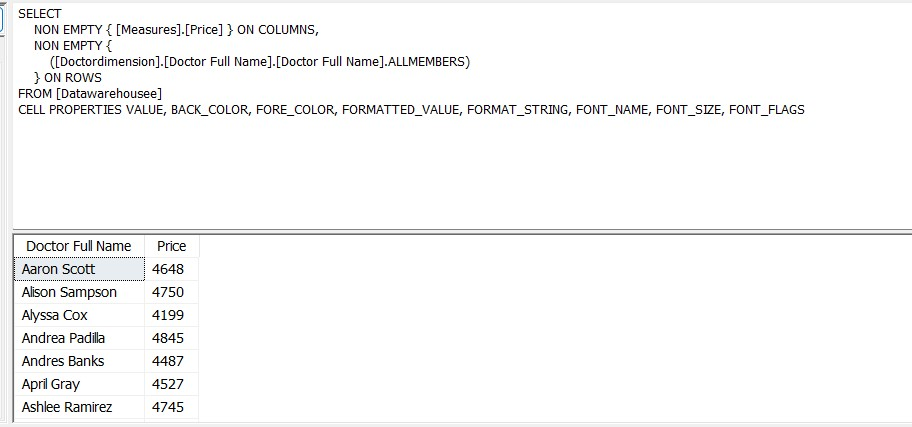 SELECT
NON EMPTY { [Measures].[Price] } ON COLUMNS,
NON EMPTY {
([Doctordimension].[Doctor Full Name].[Doctor Full Name].ALLMEMBERS)
} ON ROWS
FROM [Datawarehousee]
CELL PROPERTIES VALUE, BACK_COLOR, FORE_COLOR, FORMATTED_VALUE, FORMAT_STRING, FONT_NAME, FONT_SIZE, FONT_FLAGS
Doctor Full Name Price
Aaron Scott 4648
Alison Sampson 4750
Alyssa Cox 4199
Andrea Padilla 4845
Andres Banks 4487
April Gray 4527
Ashlee Ramirez 4745